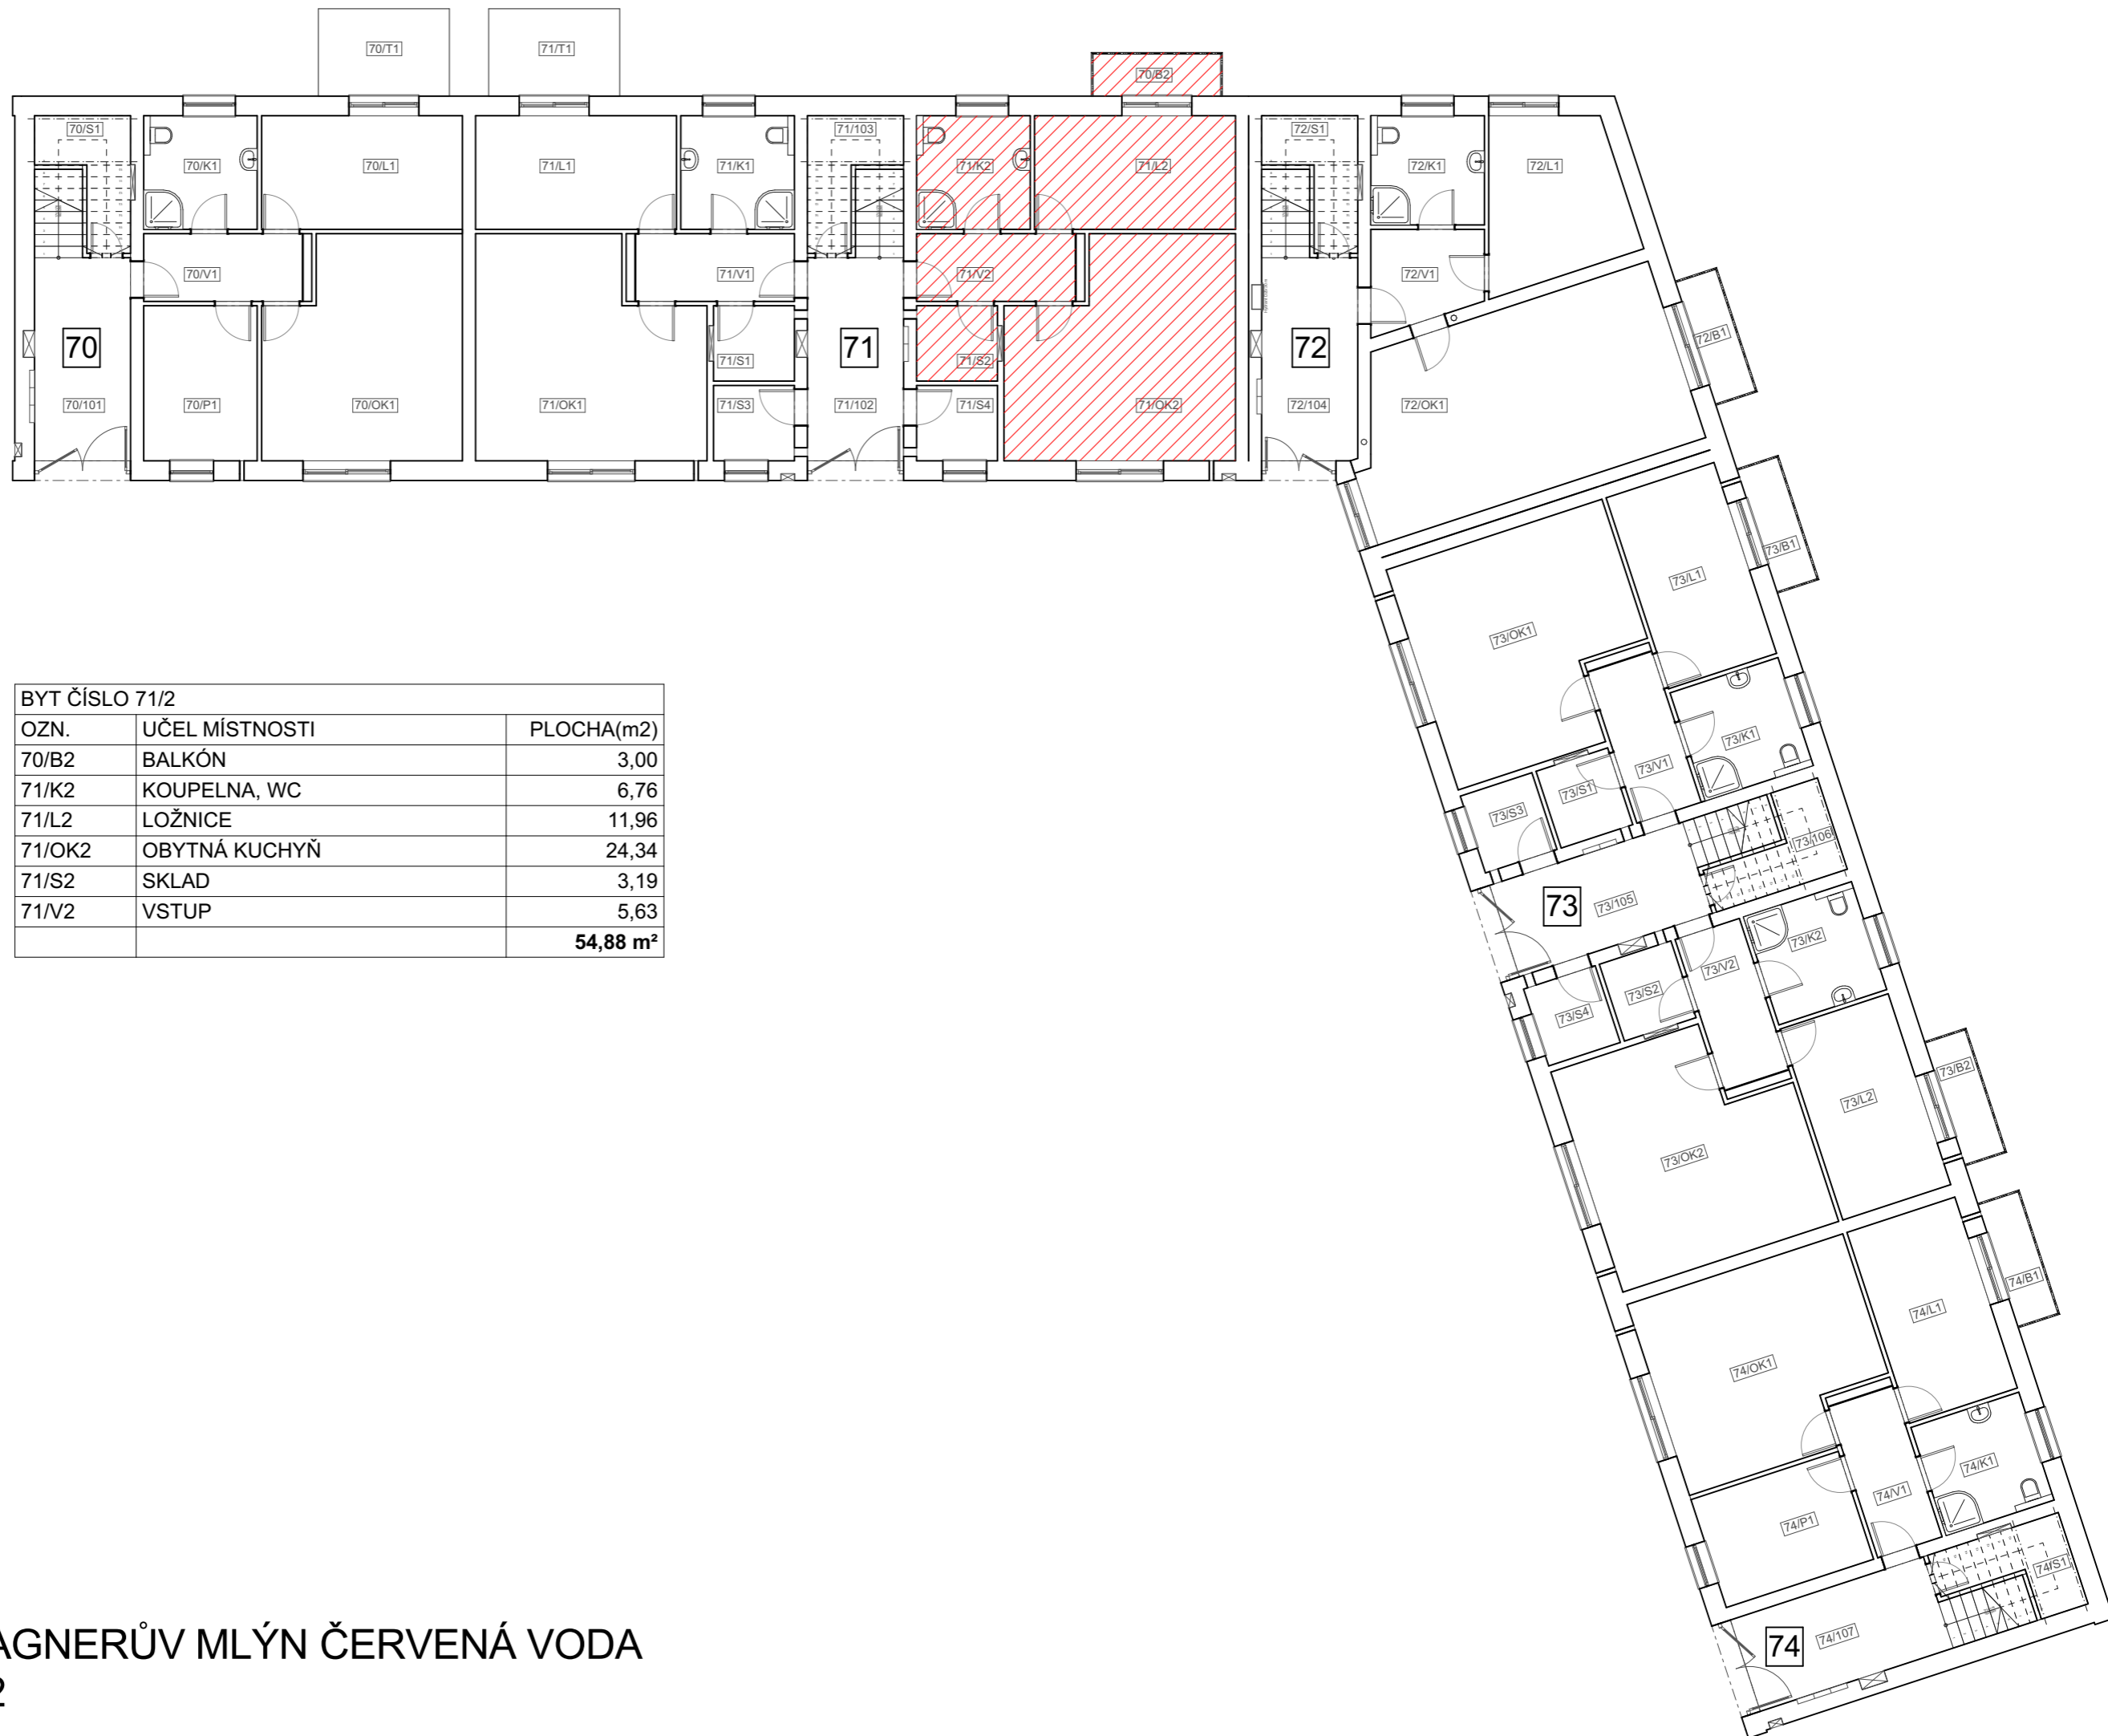 70/T1
71/T1
70/B2
70/S1
70/K1
70/L1
71/L1
71/K1
71/103
71/K2
71/L2
72/S1
72/K1
72/L1
70/V1
71/V1
71/V2
72/V1
70
71
72
72/B1
71/S1
71/S2
70/101
70/P1
70/OK1
71/OK1
71/S3
71/102
71/S4
71/OK2
72/104
72/OK1
73/B1
73/L1
73/OK1
73/K1
73/V1
73/S1
73/S3
73/106
73
73/105
73/K2
73/V2
73/S2
73/S4
73/B2
73/L2
73/OK2
74/B1
74/L1
74/OK1
74/K1
74/V1
74/P1
74/S1
74
74/107
BYT ČÍSLO 71/2
OZN. UČEL MÍSTNOSTI PLOCHA(m2)
70/B2 BALKÓN 3,00
71/K2 KOUPELNA, WC 6,76
71/L2 LOŽNICE 11,96
71/OK2 OBYTNÁ KUCHYŇ 24,34
71/S2 SKLAD 3,19
71/V2 VSTUP 5,63
54,88 m²
AGNERŮV MLÝN ČERVENÁ VODA
2